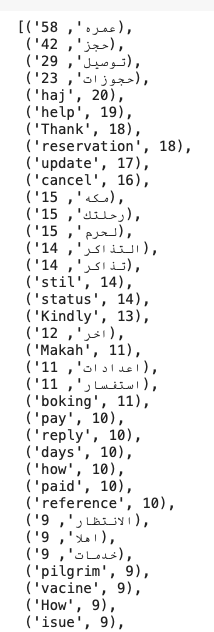 [('عمره', 58),
('حجز', 42),
('توصيل', 29),
('حجوزات', 23),
('haj', 20),
('help', 19),
('Thank', 18),
('reservation', 18),
('update', 17),
('cancel', 16),
('مكه', 15),
('رحلتك', 15),
('لحرم', 15),
('التذاكر', 14),
('تذاكر', 14),
('stil', 14),
('status', 14),
('Kindly', 13),
('اخر', 12),
('Makah', 11),
('اعدادات', 11),
('استفسار', 11),
('boking', 11),
('pay', 10),
('reply', 10),
('days', 10),
('how', 10),
('paid', 10),
('reference', 10),
('الانتظار', 9),
('اهلا', 9),
('خدمات', 9),
('pilgrim', 9),
('vacine', 9),
('How', 9),
('isue', 9),